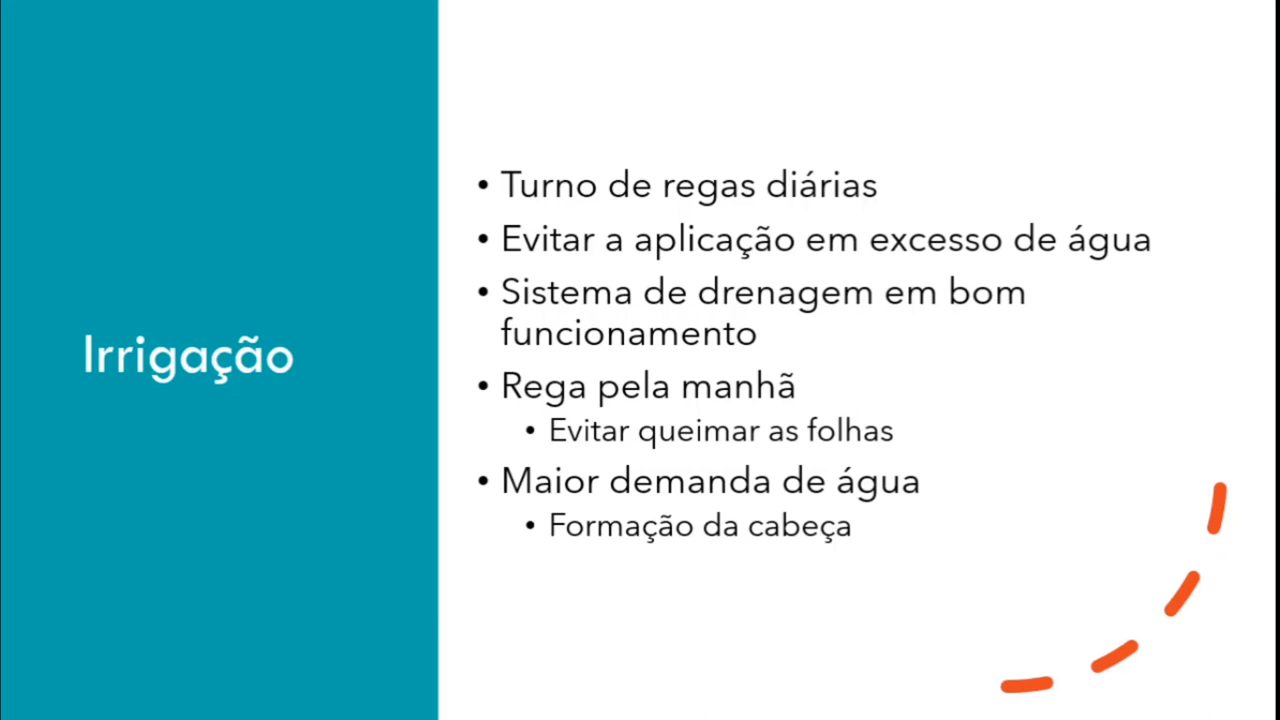 Irrigação
• Turno de regas diárias
• Evitar a aplicação em excesso de água
• Sistema de drenagem em bom
funcionamento
• Rega pela manhã
• Evitar queimar as folhas
• Maior demanda de água
• Formação da cabeça